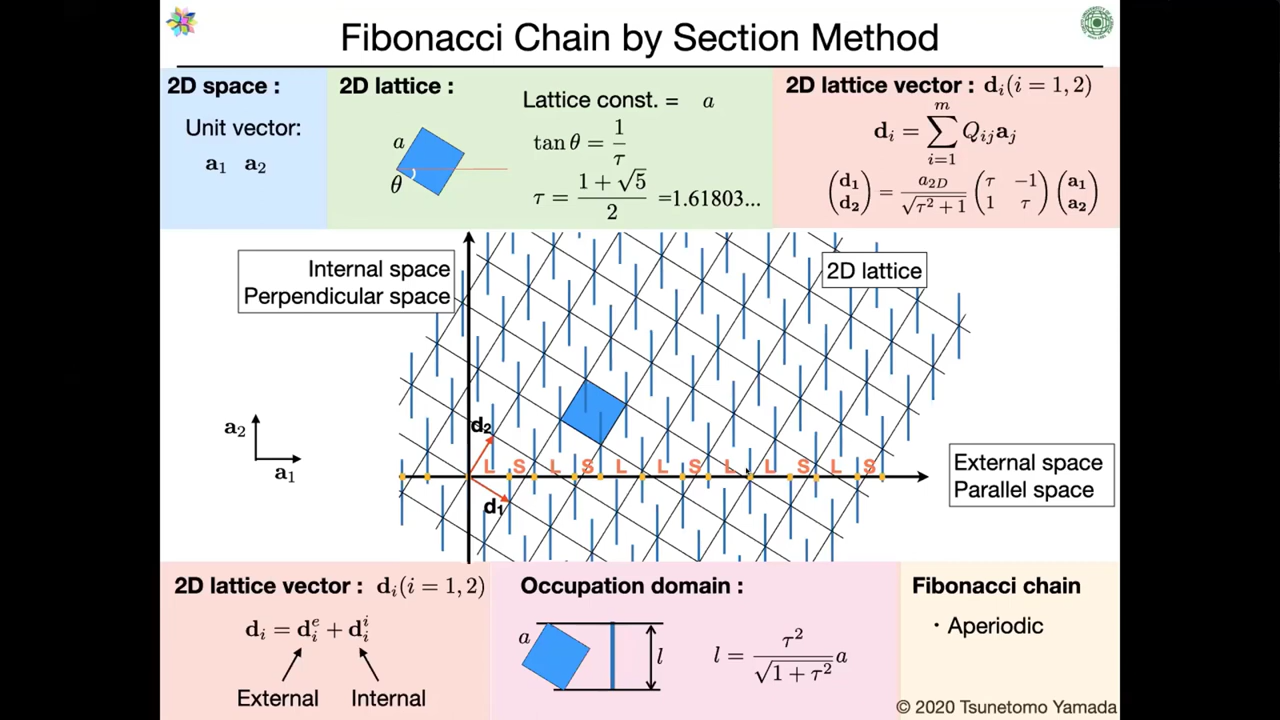 Fibonacci Chain by Section Method
2D space :
Unit vector:
a₁ a₂
2D lattice :
a
θ
Lattice const. = a
tan θ = 1/τ
τ = (1 + √5)/2 =1.61803...
2D lattice vector : dᵢ(i = 1, 2)
dᵢ = ∑_{i=1}^{m} Qᵢⱼaⱼ
(d₁ d₂) = a₂D/√(τ² + 1) (τ −1 1 τ) (a₁ a₂)
Internal space
Perpendicular space
2D lattice
a₂
a₁
d₂
d₁
L S L S L L S L L S L S
External space
Parallel space
2D lattice vector : dᵢ(i = 1, 2)
dᵢ = dᵢᵉ + dᵢⁱ
External Internal
Occupation domain :
a
l
l = τ²/√(1 + τ²) a
Fibonacci chain
・Aperiodic
© 2020 Tsunetomo Yamada